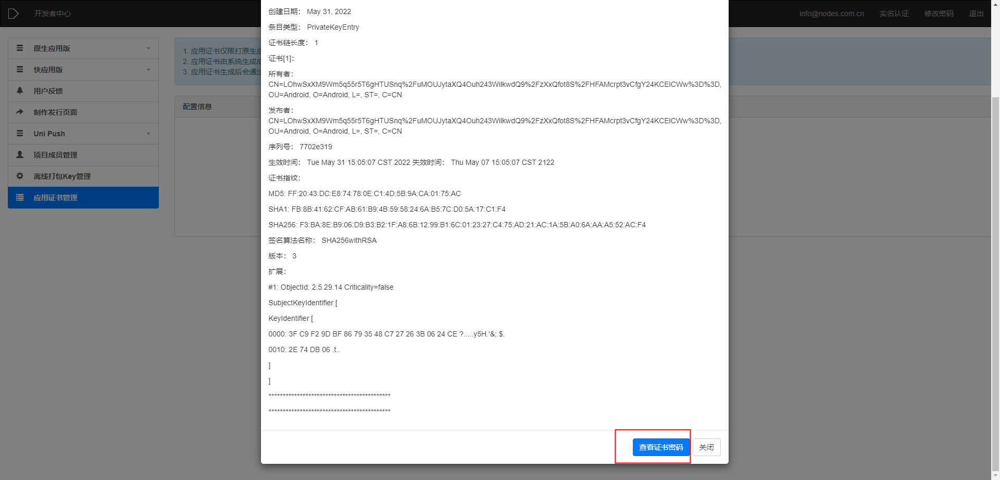 开发者中心
info@nodes.com.cn 实名认证 修改密码 退出
原生应用版
快应用版
用户反馈
制作发行页面
Uni Push
项目成员管理
离线打包Key管理
应用证书管理
1. 应用证书仅限打原生应
2. 应用证书由系统生成成
3. 应用证书生成后会通过
配置信息
创建日期： May 31, 2022
条目类型： PrivateKeyEntry
证书链长度： 1
证书[1]：
所有者：
CN=LOhwSxXM9Wm5q55r5T6gHTUSnq%2FuMOUJytaXQ4Ouh243WilkwdQ9%2FzXxQfot8S%2FHFAMcrpt3vCfgY24KCEICWw%3D%3D,
OU=Android, O=Android, L=, ST=, C=CN
发布者：
CN=LOhwSxXM9Wm5q55r5T6gHTUSnq%2FuMOUJytaXQ4Ouh243WilkwdQ9%2FzXxQfot8S%2FHFAMcrpt3vCfgY24KCEICWw%3D%3D,
OU=Android, O=Android, L=, ST=, C=CN
序列号： 7702e319
生效时间： Tue May 31 15:05:07 CST 2022 失效时间： Thu May 07 15:05:07 CST 2122
证书指纹：
MD5: FF:20:43:DC:E8:74:78:0E:C1:4D:5B:9A:CA:01:75:AC
SHA1: FB:8B:41:62:CF:AB:61:B9:4B:59:58:24:6A:B5:7C:D0:5A:17:C1:F4
SHA256: F3:BA:8E:B9:06:D9:B3:B2:1F:A8:6B:12:99:B1:6C:01:23:27:C4:75:AD:21:AC:1A:5B:A0:6A:AA:A5:52:AC:F4
签名算法名称： SHA256withRSA
版本： 3
扩展：
#1: ObjectId: 2.5.29.14 Criticality=false
SubjectKeyIdentifier [
KeyIdentifier [
0000: 3F C9 F2 9D BF 86 79 35 48 C7 27 26 3B 06 24 CE ?.....y5H.'&;.$.
0010: 2E 74 DB 06 .t..
]
]
*******************************************
*******************************************
查看证书密码 关闭